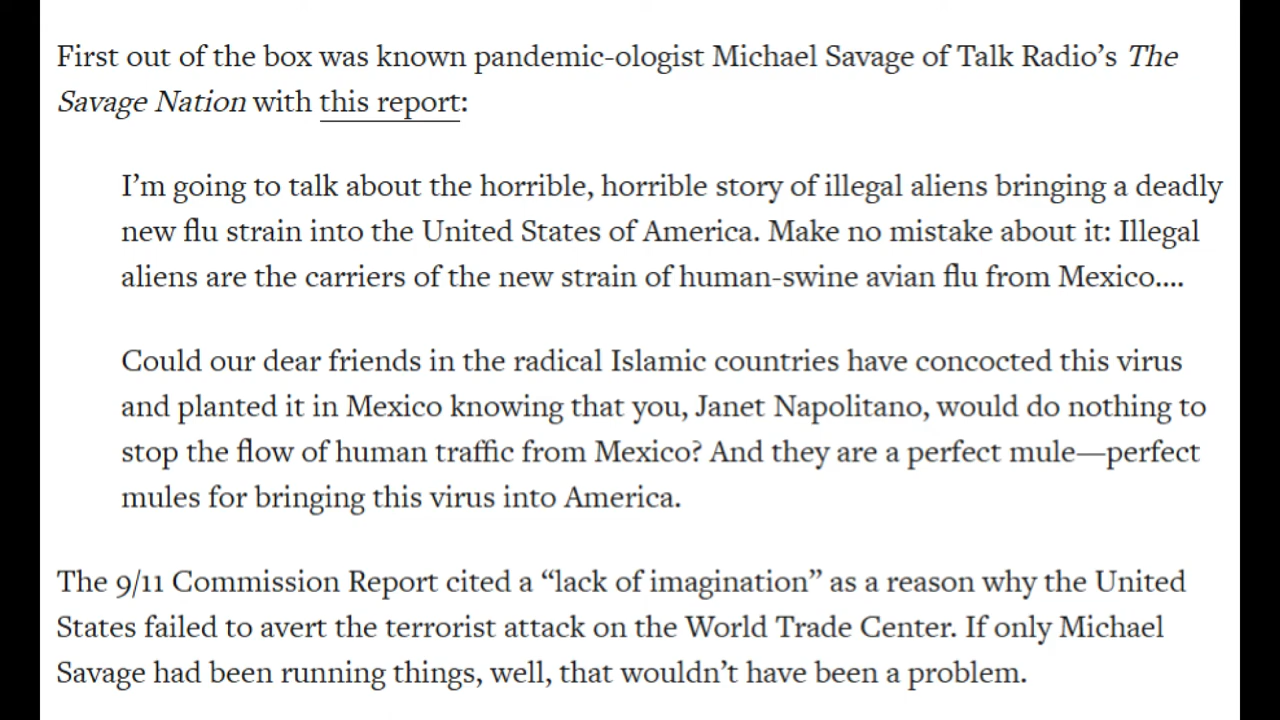 First out of the box was known pandemic-ologist Michael Savage of Talk Radio’s The
Savage Nation with this report:
I’m going to talk about the horrible, horrible story of illegal aliens bringing a deadly
new flu strain into the United States of America. Make no mistake about it: Illegal
aliens are the carriers of the new strain of human-swine avian flu from Mexico....
Could our dear friends in the radical Islamic countries have concocted this virus
and planted it in Mexico knowing that you, Janet Napolitano, would do nothing to
stop the flow of human traffic from Mexico? And they are a perfect mule—perfect
mules for bringing this virus into America.
The 9/11 Commission Report cited a “lack of imagination” as a reason why the United
States failed to avert the terrorist attack on the World Trade Center. If only Michael
Savage had been running things, well, that wouldn’t have been a problem.